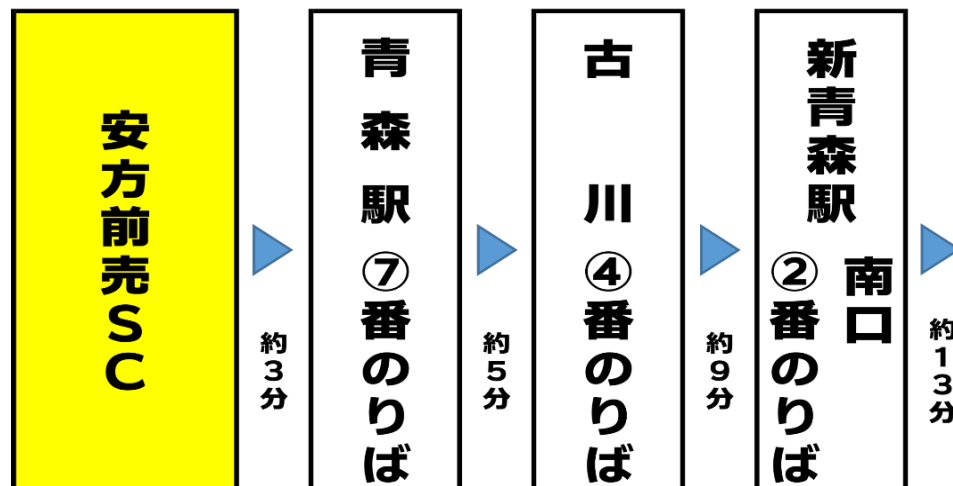 安方前売SC
約3分
青森駅⑦番のりば
約5分
古川④番のりば
約9分
新青森駅
南口
②番のりば
約13分